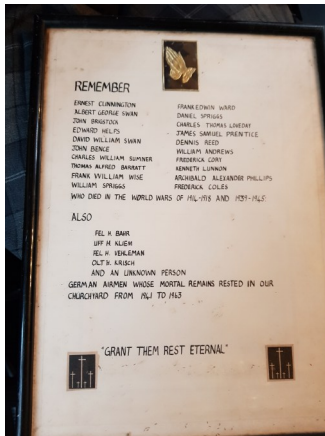 REMEMBER
ERNEST CUNNINGTON
ALBERT GEORGE SWAN
JOHN BRIGSTOCK
EDWARD HELPS
DAVID WILLIAM SWAN
JOHN BENCE
CHARLES WILLIAM SUMNER
THOMAS ALFRED BARRATT
FRANK WILLIAM WISE
WILLIAM SPRIGGS
FRANK EDWIN WARD
DANIEL SPRIGGS
CHARLES THOMAS LOVEDAY
JAMES SAMUEL PRENTICE
DENNIS REED
WILLIAM ANDREWS
FREDERICK CORY
KENNETH LUNNON
ARCHIBALD ALEXANDER PHILLIPS
FREDERICK COLES
WHO DIED IN THE WORLD WARS OF 1914-1918 AND 1939-1945
ALSO
FEL H. BAHR
UFF H. KLIEM
FEL H. VEHLEMAN
OLT H. KRISCH
AND AN UNKNOWN PERSON
GERMAN AIRMEN WHOSE MORTAL REMAINS RESTED IN OUR
CHURCHYARD FROM 1941 TO 1963
"GRANT THEM REST ETERNAL"